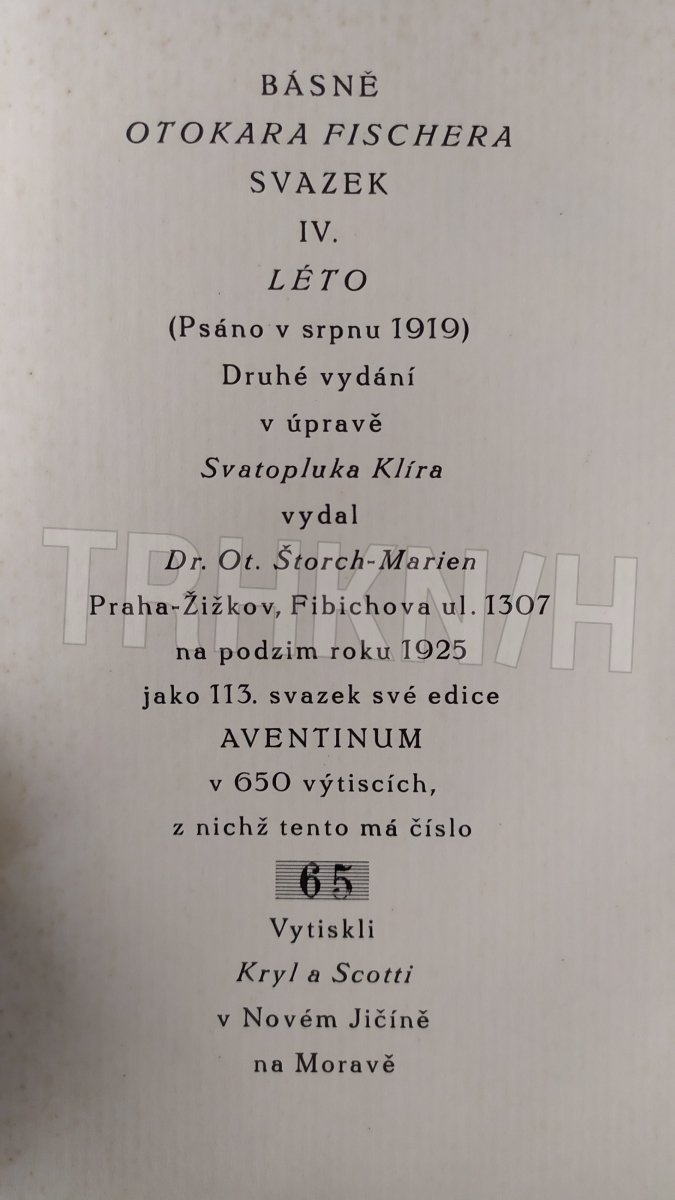 BÁSNĚ
OTOKARA FISCHERA
SVAZEK
IV.
LÉTO
(Psáno v srpnu 1919)
Druhé vydání
v úpravě
Svatopluka Klíra
vydal
Dr. Ot. Štorch-Marien
Praha-Žižkov, Fibichova ul. 1307
na podzim roku 1925
jako 113. svazek své edice
AVENTINUM
v 650 výtiscích,
z nichž tento má číslo
65
Vytiskli
Kryl a Scotti
v Novém Jičíně
na Moravě
TRHKNIH